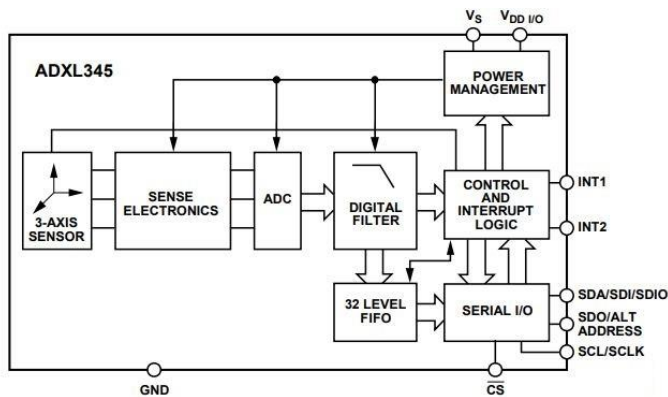 V_S
V_DD I/O
ADXL345
POWER
MANAGEMENT
3-AXIS
SENSOR
SENSE
ELECTRONICS
ADC
DIGITAL
FILTER
CONTROL
AND
INTERRUPT
LOGIC
INT1
INT2
32 LEVEL
FIFO
SERIAL I/O
SDA/SDI/SDIO
SDO/ALT
ADDRESS
SCL/SCLK
GND
C̅S̅